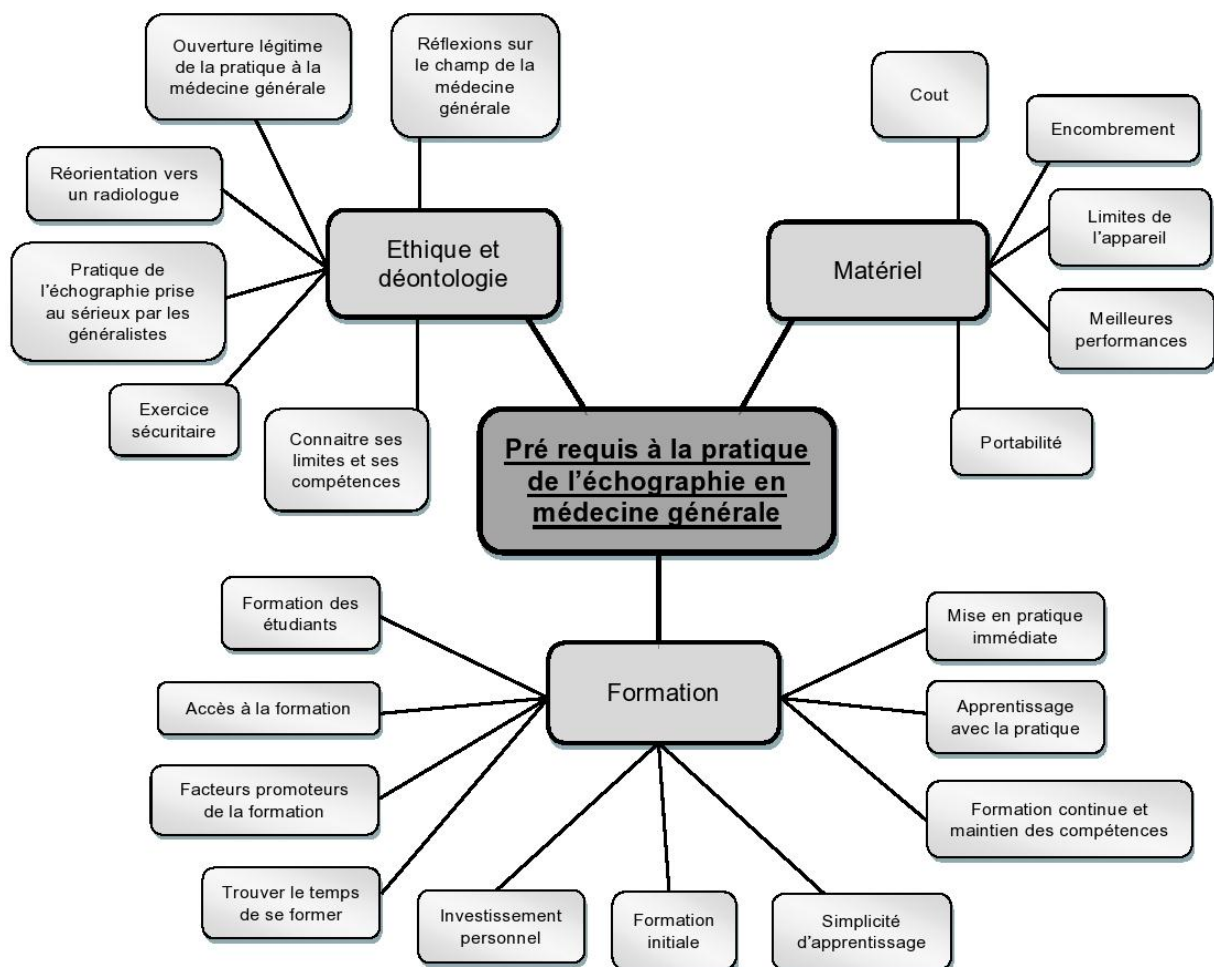 Ouverture légitime
de la pratique à la
médecine générale
Réflexions sur
le champ de la
médecine
générale
Cout
Encombrement
Réorientation vers
un radiologue
Limites de
l'appareil
Ethique et
déontologie
Matériel
Pratique de
l'échographie prise
au sérieux par les
généralistes
Meilleures
performances
Exercice
sécuritaire
Connaitre ses
limites et ses
compétences
Portabilité
Pré requis à la pratique
de l'échographie en
médecine générale
Formation des
étudiants
Mise en pratique
immédiate
Formation
Accès à la formation
Apprentissage
avec la pratique
Facteurs promoteurs
de la formation
Formation continue et
maintien des compétences
Trouver le temps
de se former
Investissement
personnel
Formation
initiale
Simplicité
d'apprentissage